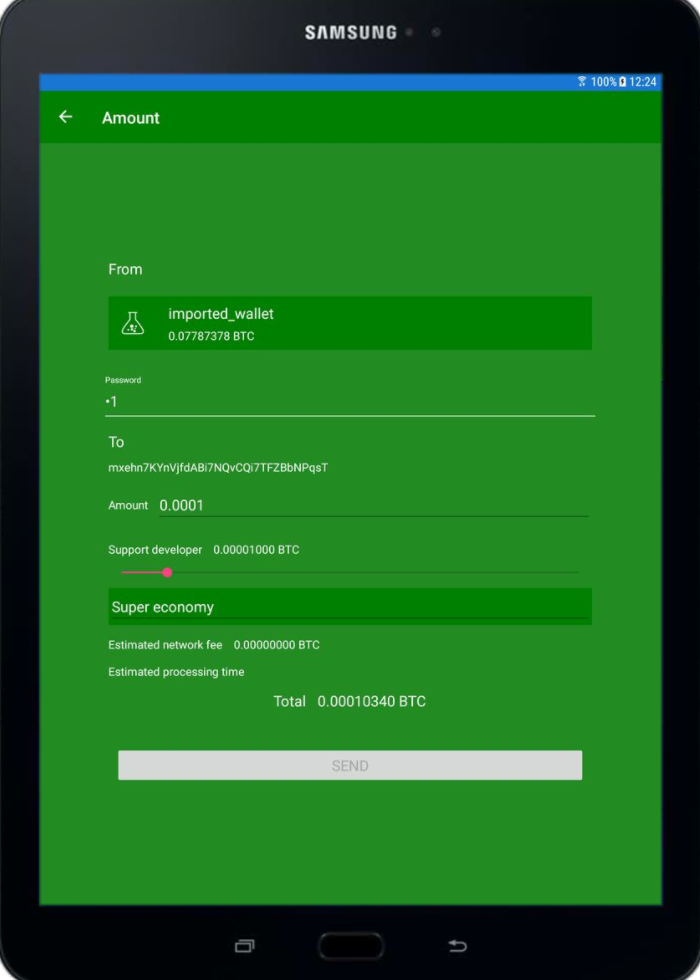 SAMSUNG
100% 12:24
Amount
From
imported_wallet
0.07787378 BTC
Password
•1
To
mxehn7KYnVjfdABi7NQvCQi7TFZBbNPqsT
Amount 0.0001
Support developer 0.00001000 BTC
Super economy
Estimated network fee 0.00000000 BTC
Estimated processing time
Total 0.00010340 BTC
SEND